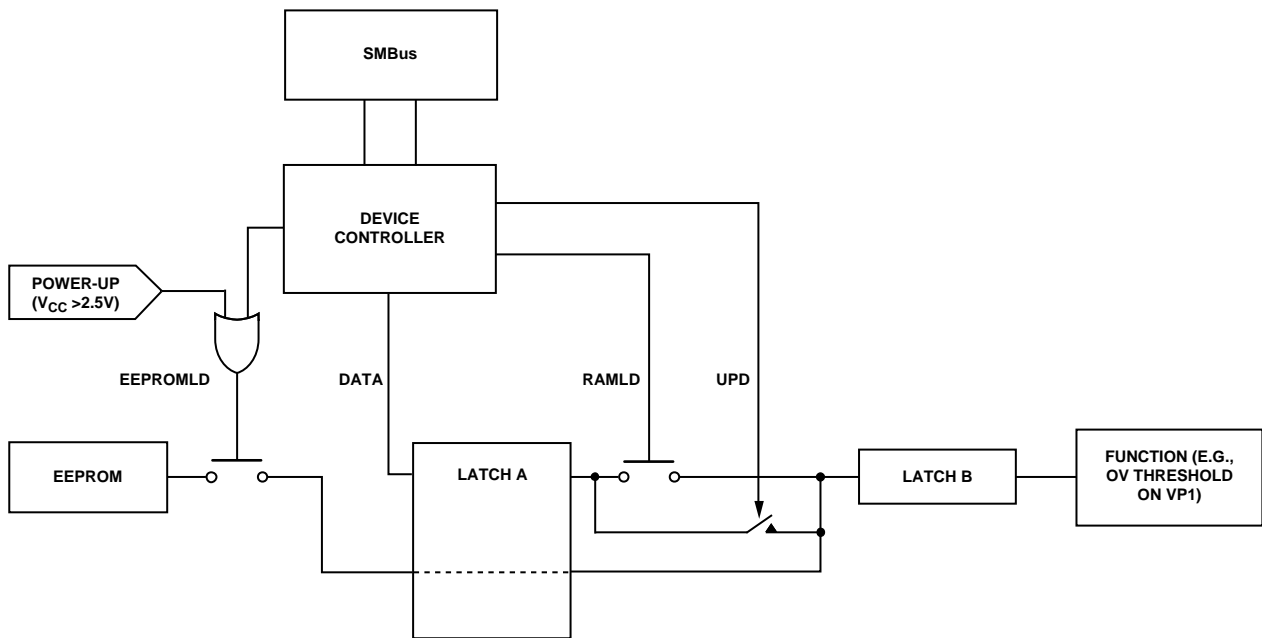 SMBus
DEVICE
CONTROLLER
POWER-UP
(VCC >2.5V)
EEPROMLD
DATA
RAMLD
UPD
EEPROM
LATCH A
LATCH B
FUNCTION (E.G.,
OV THRESHOLD
ON VP1)